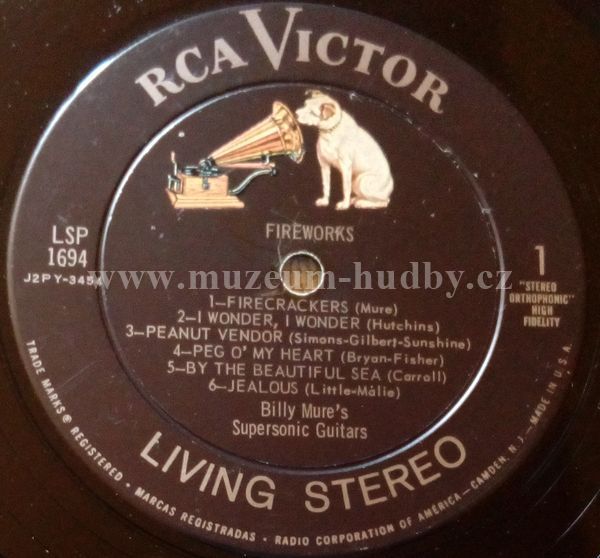 RCA VICTOR
FIREWORKS
LSP
1694
1
"STEREO
ORTHOPHONIC"
HIGH
FIDELITY
www.muzeum-hudby.cz
1—FIRECRACKERS (Mure)
2—I WONDER, I WONDER (Hutchins)
3—PEANUT VENDOR (Simons-Gilbert-Sunshine)
4—PEG O' MY HEART (Bryan-Fisher)
5—BY THE BEAUTIFUL SEA (Carroll)
6—JEALOUS (Little-Malie)
Billy Mure's
Supersonic Guitars
LIVING STEREO
TRADE MARKS ® REGISTERED • MARCAS REGISTRADAS • RADIO CORPORATION OF AMERICA—CAMDEN, N. J.—MADE IN U.S.A.